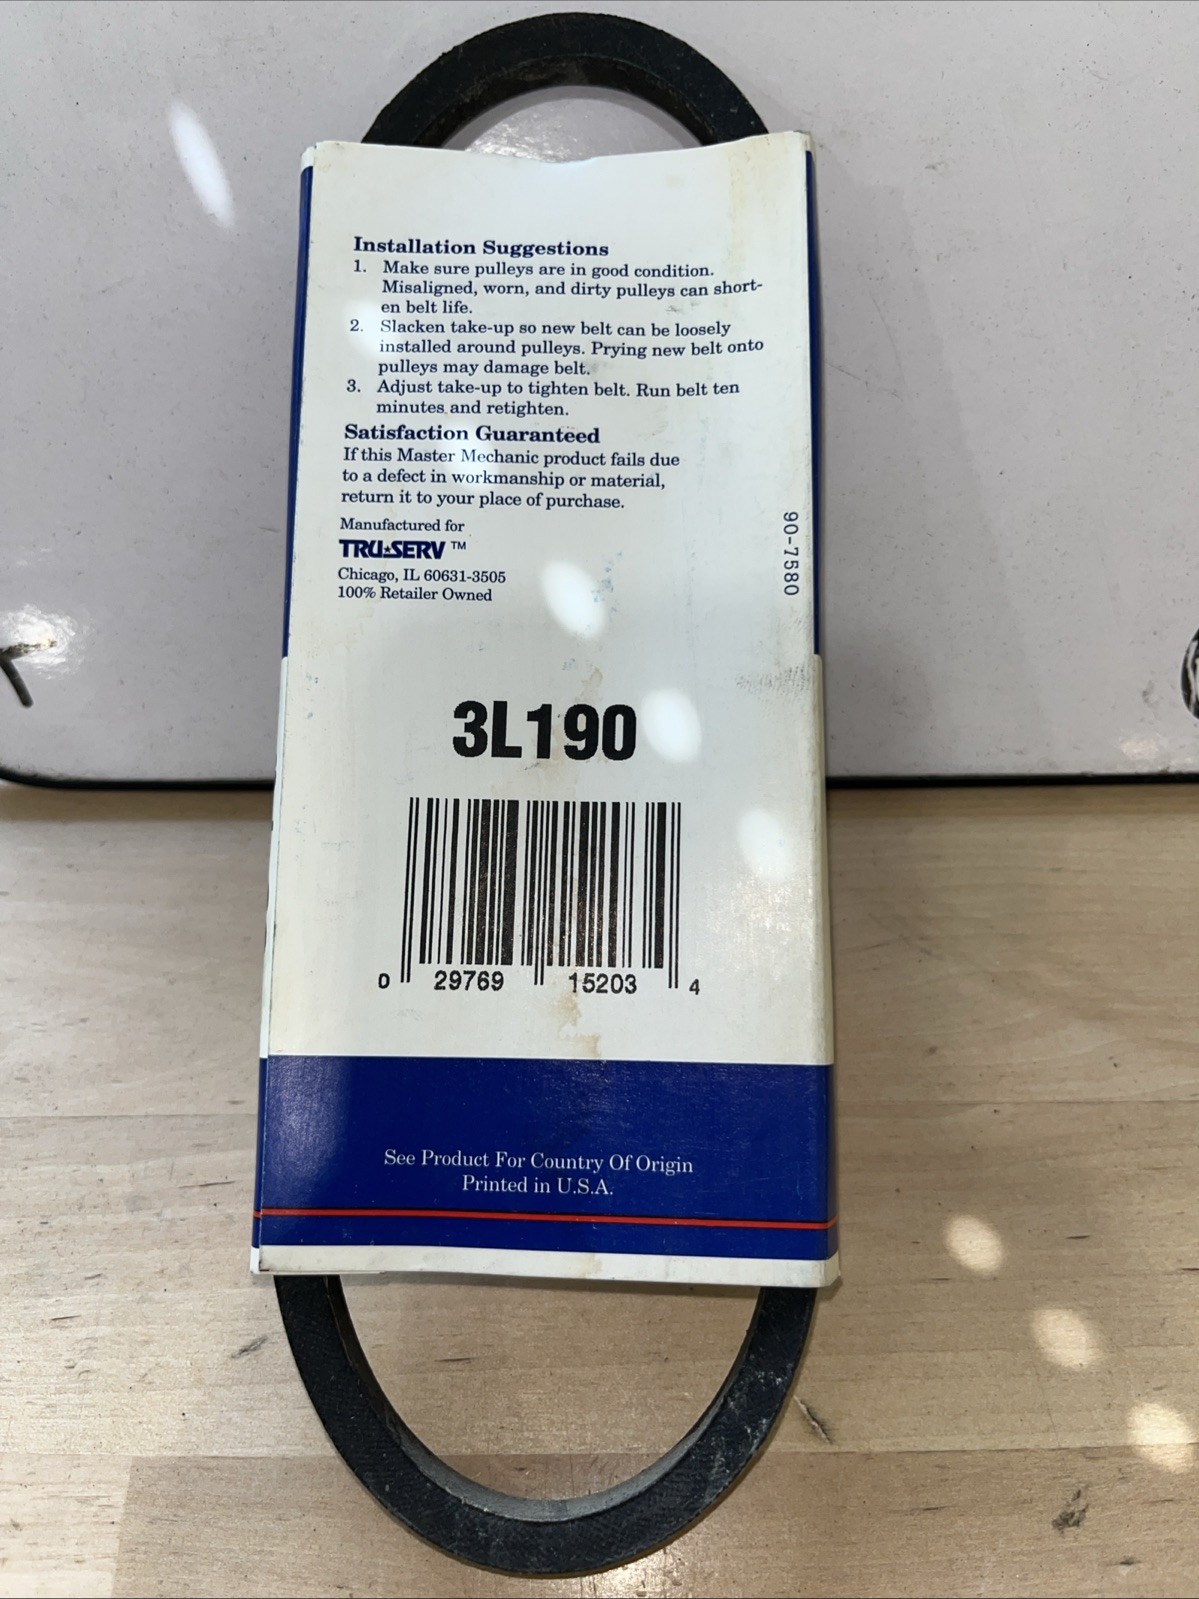 Installation Suggestions
1. Make sure pulleys are in good condition.
Misaligned, worn, and dirty pulleys can short-
en belt life.
2. Slacken take-up so new belt can be loosely
installed around pulleys. Prying new belt onto
pulleys may damage belt.
3. Adjust take-up to tighten belt. Run belt ten
minutes and retighten.
Satisfaction Guaranteed
If this Master Mechanic product fails due
to a defect in workmanship or material,
return it to your place of purchase.
Manufactured for
TRU★SERV™
Chicago, IL 60631-3505
100% Retailer Owned
90-7580
3L190
0 29769 15203 4
See Product For Country Of Origin
Printed in U.S.A.